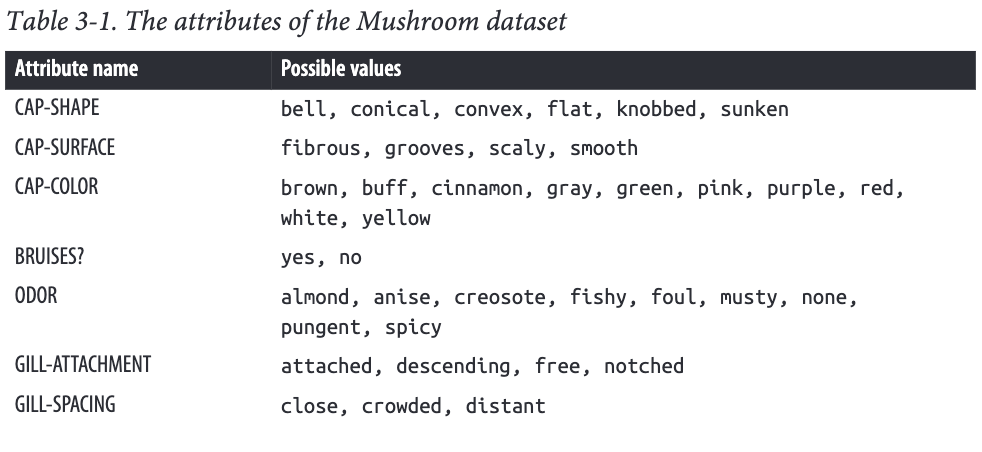 Table 3-1. The attributes of the Mushroom dataset
Attribute name Possible values
CAP-SHAPE bell, conical, convex, flat, knobbed, sunken
CAP-SURFACE fibrous, grooves, scaly, smooth
CAP-COLOR brown, buff, cinnamon, gray, green, pink, purple, red,
white, yellow
BRUISES? yes, no
ODOR almond, anise, creosote, fishy, foul, musty, none,
pungent, spicy
GILL-ATTACHMENT attached, descending, free, notched
GILL-SPACING close, crowded, distant